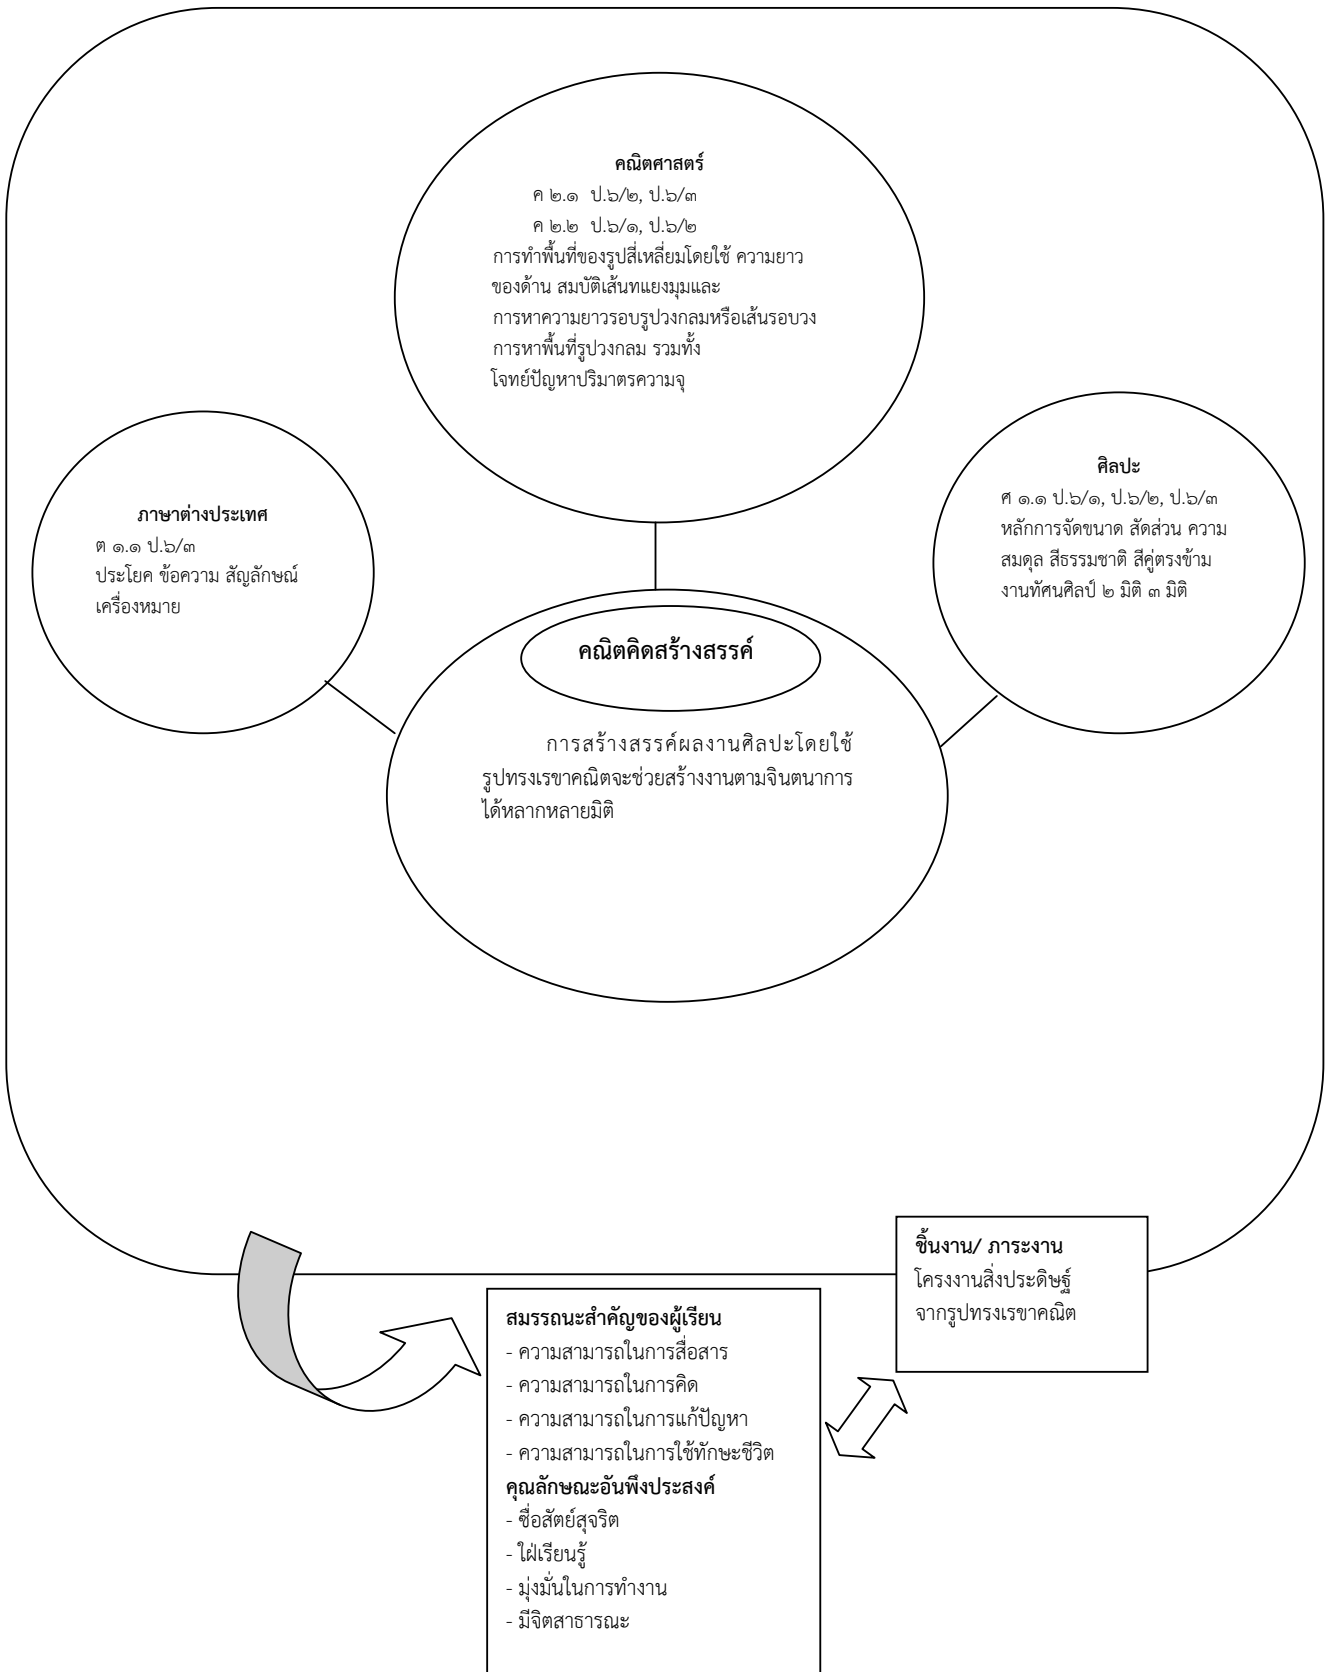 คณิตศาสตร์
ค ๒.๑ ป.๖/๒, ป.๖/๓
ค ๒.๒ ป.๖/๑, ป.๖/๒
การทำพื้นที่ของรูปสี่เหลี่ยมโดยใช้ ความยาว
ของด้าน สมบัติเส้นทแยงมุมและ
การหาความยาวรอบรูปวงกลมหรือเส้นรอบวง
การหาพื้นที่รูปวงกลม รวมทั้ง
โจทย์ปัญหาปริมาตรความจุ
ภาษาต่างประเทศ
ต ๑.๑ ป.๖/๓
ประโยค ข้อความ สัญลักษณ์
เครื่องหมาย
ศิลปะ
ศ ๑.๑ ป.๖/๑, ป.๖/๒, ป.๖/๓
หลักการจัดขนาด สัดส่วน ความ
สมดุล สีธรรมชาติ สีคู่ตรงข้าม
งานทัศนศิลป์ ๒ มิติ ๓ มิติ
คณิตคิดสร้างสรรค์
การสร้างสรรค์ผลงานศิลปะโดยใช้
รูปทรงเรขาคณิตจะช่วยสร้างงานตามจินตนาการ
ได้หลากหลายมิติ
ชิ้นงาน/ ภาระงาน
โครงงานสิ่งประดิษฐ์
จากรูปทรงเรขาคณิต
สมรรถนะสำคัญของผู้เรียน
- ความสามารถในการสื่อสาร
- ความสามารถในการคิด
- ความสามารถในการแก้ปัญหา
- ความสามารถในการใช้ทักษะชีวิต
คุณลักษณะอันพึงประสงค์
- ซื่อสัตย์สุจริต
- ใฝ่เรียนรู้
- มุ่งมั่นในการทำงาน
- มีจิตสาธารณะ